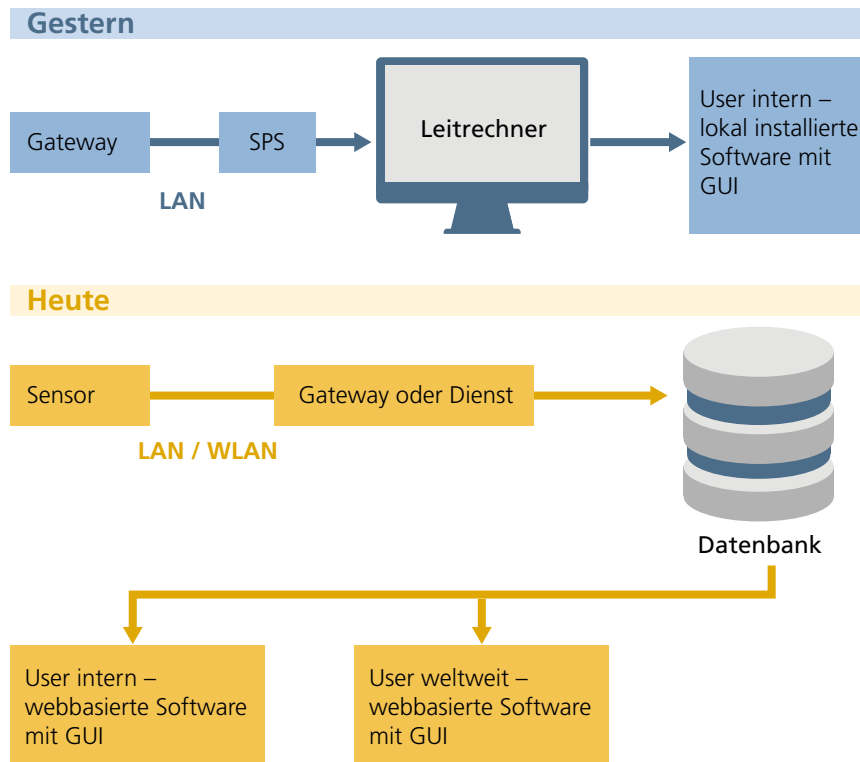 Gestern
Gateway
SPS
Leitrechner
User intern –
lokal installierte
Software mit
GUI
LAN
Heute
Sensor
Gateway oder Dienst
LAN / WLAN
Datenbank
User intern –
webbasierte Software
mit GUI
User weltweit –
webbasierte Software
mit GUI